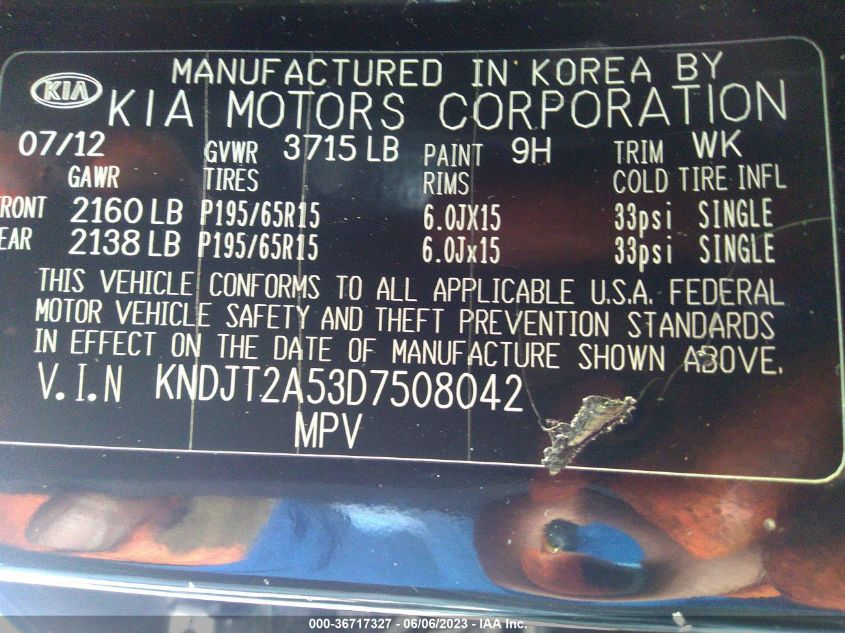 MANUFACTURED IN KOREA BY
KIA KIA MOTORS CORPORATION
07/12 GVWR 3715 LB PAINT 9H TRIM WK
GAWR TIRES RIMS COLD TIRE INFL
RONT 2160 LB P195/65R15 6.0JX15 33psi SINGLE
EAR 2138 LB P195/65R15 6.0Jx15 33psi SINGLE
THIS VEHICLE CONFORMS TO ALL APPLICABLE U.S.A. FEDERAL
MOTOR VEHICLE SAFETY AND THEFT PREVENTION STANDARDS
IN EFFECT ON THE DATE OF MANUFACTURE SHOWN ABOVE.
V.I.N KNDJT2A53D7508042
MPV
000-36717327 - 06/06/2023 - IAA Inc.